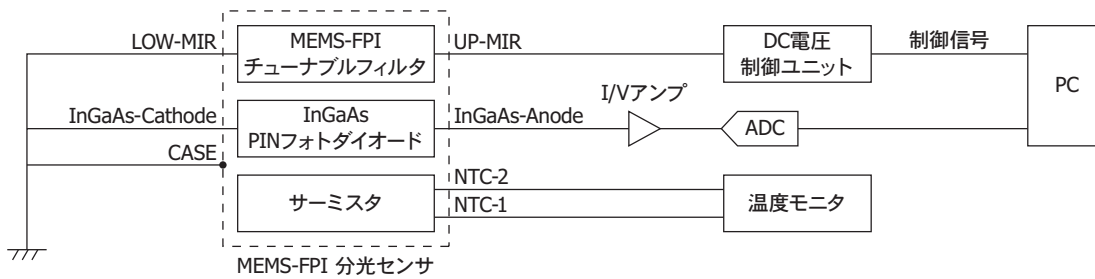 LOW-MIR
MEMS-FPI
チューナブルフィルタ
UP-MIR
DC電圧
制御ユニット
制御信号
PC
InGaAs-Cathode
InGaAs
PINフォトダイオード
InGaAs-Anode
I/Vアンプ
ADC
CASE
サーミスタ
NTC-2
NTC-1
温度モニタ
MEMS-FPI 分光センサ